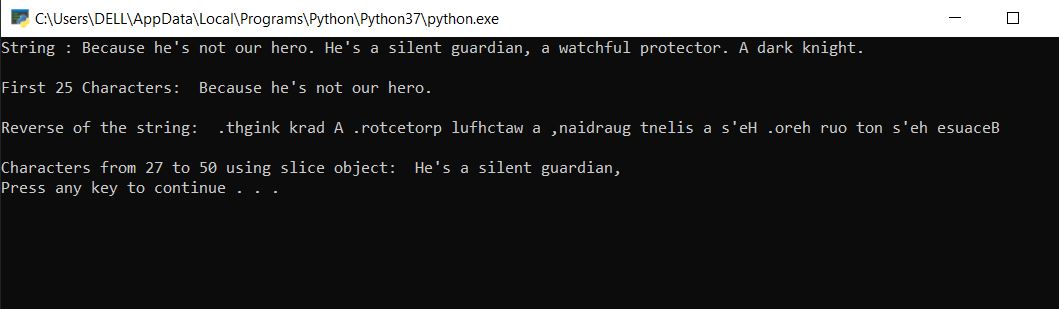 C:\Users\DELL\AppData\Local\Programs\Python\Python37\python.exe
String : Because he's not our hero. He's a silent guardian, a watchful protector. A dark knight.
First 25 Characters:  Because he's not our hero.
Reverse of the string:  .thgink krad A .rotcetorp lufhctaw a ,naidraug tnelis a s'eH .oreh ruo ton s'eh esuaceB
Characters from 27 to 50 using slice object:  He's a silent guardian,
Press any key to continue . . .